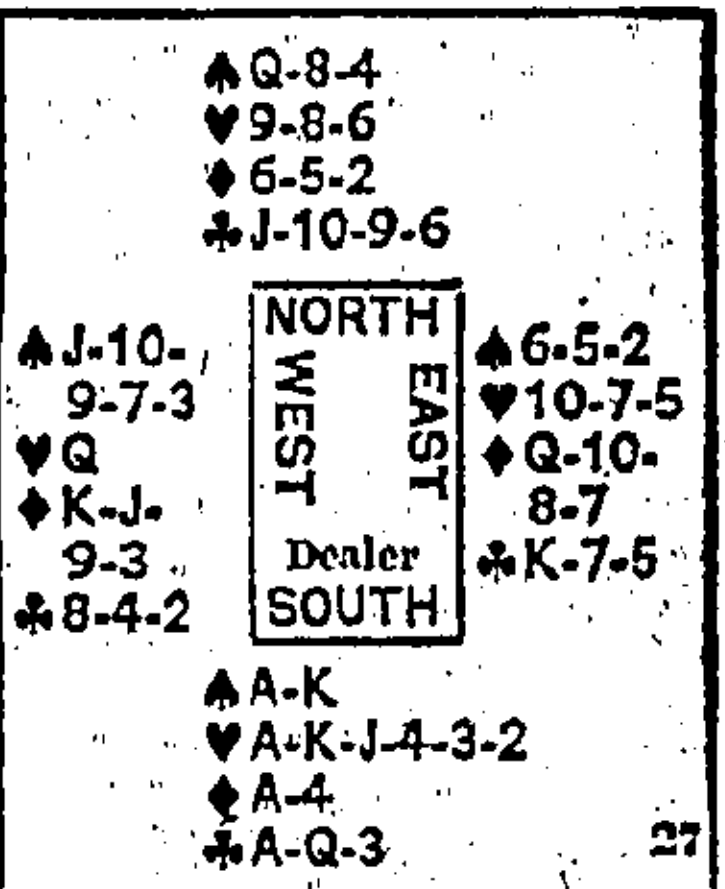 ♠ Q-8-4
♥ 9-8-6
♦ 6-5-2
♣ J-10-9-6
NORTH
♠ J-10-
9-7-3
♥ Q
♦ K-J-
9-3
♣ 8-4-2
WEST
EAST
♠ 6-5-2
♥ 10-7-5
♦ Q-10-
8-7
♣ K-7-5
Dealer
SOUTH
♠ A-K
♥ A-K-J-4-3-2
♦ A-4
♣ A-Q-3
27